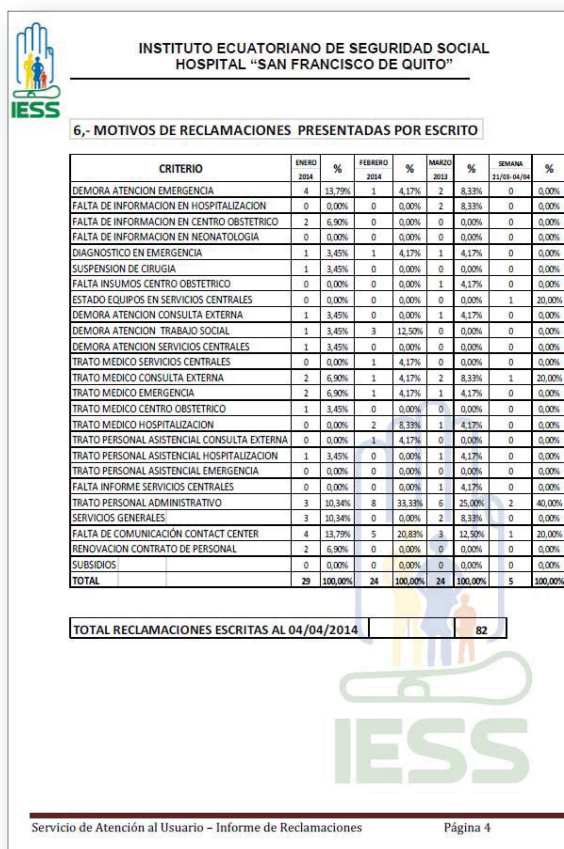 INSTITUTO ECUATORIANO DE SEGURIDAD SOCIAL
HOSPITAL “SAN FRANCISCO DE QUITO”
IESS
6,- MOTIVOS DE RECLAMACIONES PRESENTADAS POR ESCRITO
CRITERIO ENERO 2014 % FEBRERO 2014 % MARZO 2013 % SEMANA 21/03-04/04 %
DEMORA ATENCION EMERGENCIA 4 13,79% 1 4,17% 2 8,33% 0 0,00%
FALTA DE INFORMACION EN HOSPITALIZACION 0 0,00% 0 0,00% 2 8,33% 0 0,00%
FALTA DE INFORMACION EN CENTRO OBSTETRICO 2 6,90% 0 0,00% 0 0,00% 0 0,00%
FALTA DE INFORMACION EN NEONATOLOGIA 0 0,00% 0 0,00% 0 0,00% 0 0,00%
DIAGNOSTICO EN EMERGENCIA 1 3,45% 1 4,17% 1 4,17% 0 0,00%
SUSPENSION DE CIRUGIA 1 3,45% 0 0,00% 0 0,00% 0 0,00%
FALTA INSUMOS CENTRO OBSTETRICO 0 0,00% 0 0,00% 1 4,17% 0 0,00%
ESTADO EQUIPOS EN SERVICIOS CENTRALES 0 0,00% 0 0,00% 0 0,00% 1 20,00%
DEMORA ATENCION CONSULTA EXTERNA 1 3,45% 0 0,00% 1 4,17% 0 0,00%
DEMORA ATENCION TRABAJO SOCIAL 1 3,45% 3 12,50% 0 0,00% 0 0,00%
DEMORA ATENCION SERVICIOS CENTRALES 1 3,45% 0 0,00% 0 0,00% 0 0,00%
TRATO MEDICO SERVICIOS CENTRALES 0 0,00% 1 4,17% 0 0,00% 0 0,00%
TRATO MEDICO CONSULTA EXTERNA 2 6,90% 1 4,17% 2 8,33% 1 20,00%
TRATO MEDICO EMERGENCIA 2 6,90% 1 4,17% 1 4,17% 0 0,00%
TRATO MEDICO CENTRO OBSTETRICO 1 3,45% 0 0,00% 0 0,00% 0 0,00%
TRATO MEDICO HOSPITALIZACION 0 0,00% 2 8,33% 1 4,17% 0 0,00%
TRATO PERSONAL ASISTENCIAL CONSULTA EXTERNA 0 0,00% 1 4,17% 0 0,00% 0 0,00%
TRATO PERSONAL ASISTENCIAL HOSPITALIZACION 1 3,45% 0 0,00% 1 4,17% 0 0,00%
TRATO PERSONAL ASISTENCIAL EMERGENCIA 0 0,00% 0 0,00% 0 0,00% 0 0,00%
FALTA INFORME SERVICIOS CENTRALES 0 0,00% 0 0,00% 1 4,17% 0 0,00%
TRATO PERSONAL ADMINISTRATIVO 3 10,34% 8 33,33% 6 25,00% 2 40,00%
SERVICIOS GENERALES 3 10,34% 0 0,00% 2 8,33% 0 0,00%
FALTA DE COMUNICACIÓN CONTACT CENTER 4 13,79% 5 20,83% 3 12,50% 1 20,00%
RENOVACION CONTRATO DE PERSONAL 2 6,90% 0 0,00% 0 0,00% 0 0,00%
SUBSIDIOS 0 0,00% 0 0,00% 0 0,00% 0 0,00%
TOTAL 29 100,00% 24 100,00% 24 100,00% 5 100,00%
TOTAL RECLAMACIONES ESCRITAS AL 04/04/2014 82
IESS
Servicio de Atención al Usuario – Informe de Reclamaciones Página 4